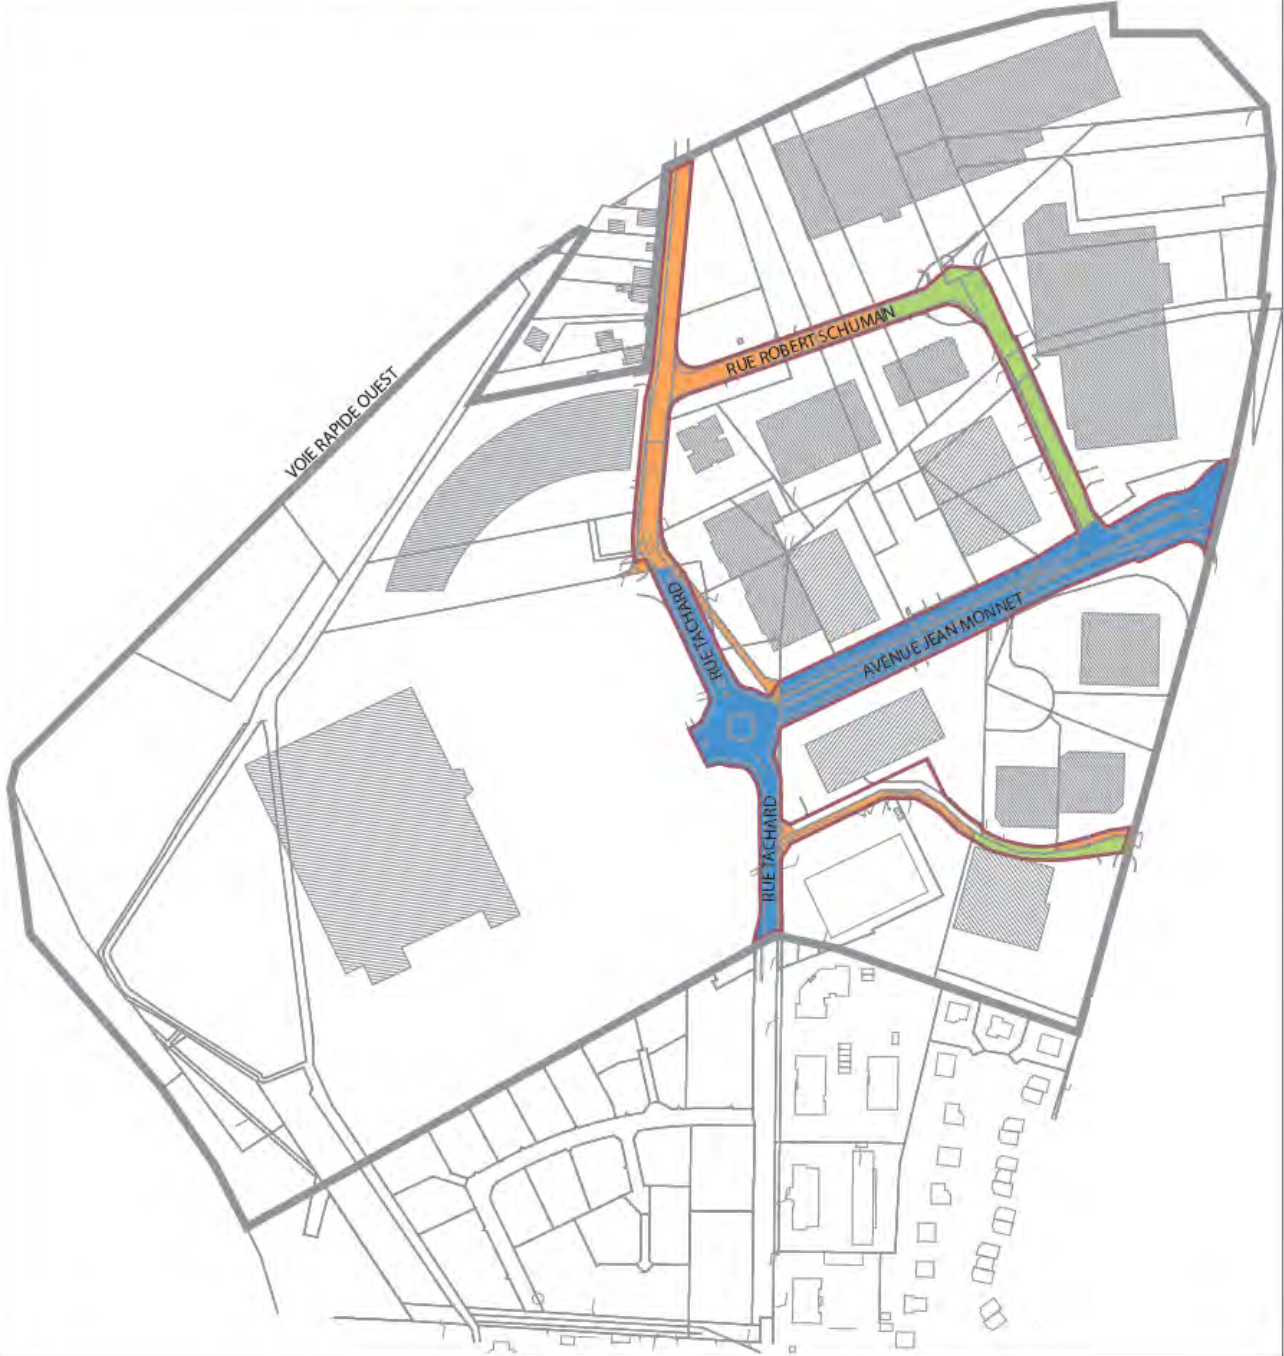 RUE ROBERT SCHUMAN
VOIE RAPIDE OUEST
RUE TACHARD
AVENUE JEAN MONNET
RUE TACHARD